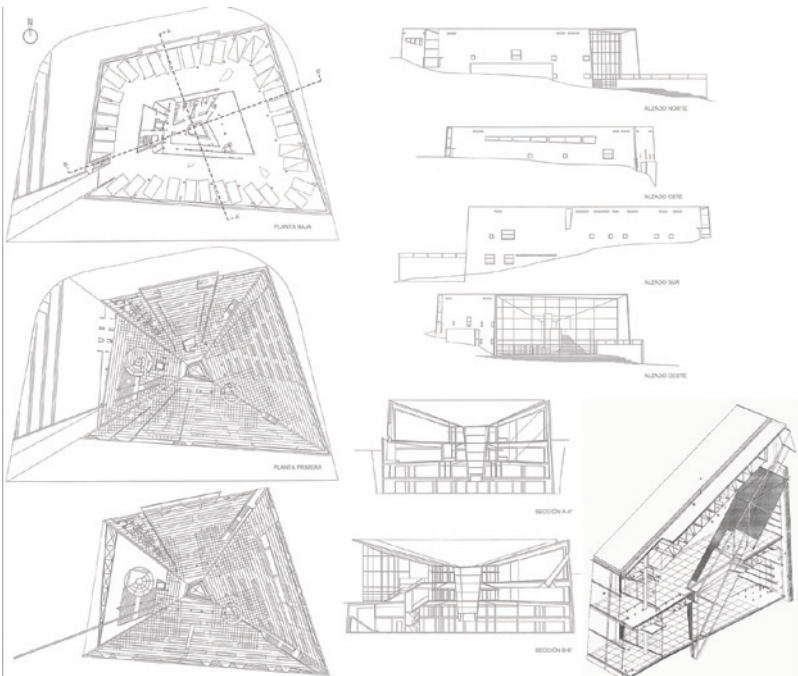 N
PLANTA BAJA
PLANTA PRIMERA
ALZADO NORTE
ALZADO ESTE
ALZADO SUR
ALZADO OESTE
SECCIÓN A-A'
SECCIÓN B-B'